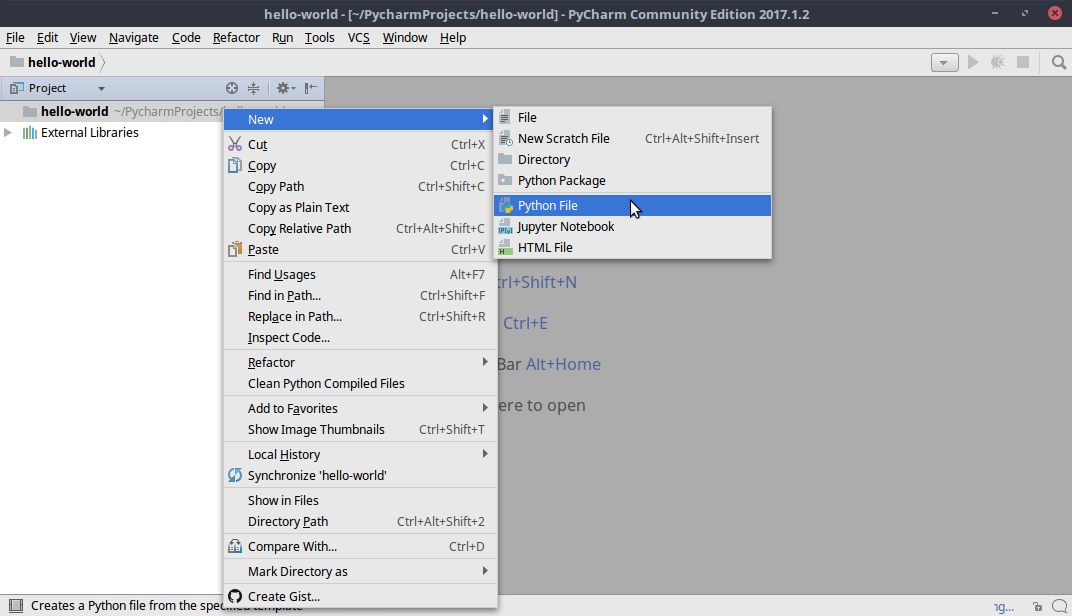 hello-world - [~/PycharmProjects/hello-world] - PyCharm Community Edition 2017.1.2
File Edit View Navigate Code Refactor Run Tools VCS Window Help
hello-world
Project
hello-world ~/PycharmProjects/
External Libraries
New
Cut Ctrl+X
Copy Ctrl+C
Copy Path Ctrl+Shift+C
Copy as Plain Text
Copy Relative Path Ctrl+Alt+Shift+C
Paste Ctrl+V
Find Usages Alt+F7
Find in Path... Ctrl+Shift+F
Replace in Path... Ctrl+Shift+R
Inspect Code...
Refactor
Clean Python Compiled Files
Add to Favorites
Show Image Thumbnails Ctrl+Shift+T
Local History
Synchronize 'hello-world'
Show in Files
Directory Path Ctrl+Alt+Shift+2
Compare With... Ctrl+D
Mark Directory as
Create Gist...
File
New Scratch File Ctrl+Alt+Shift+Insert
Directory
Python Package
Python File
Jupyter Notebook
HTML File
trl+Shift+N
Ctrl+E
Bar Alt+Home
ere to open
Creates a Python file from the specified template